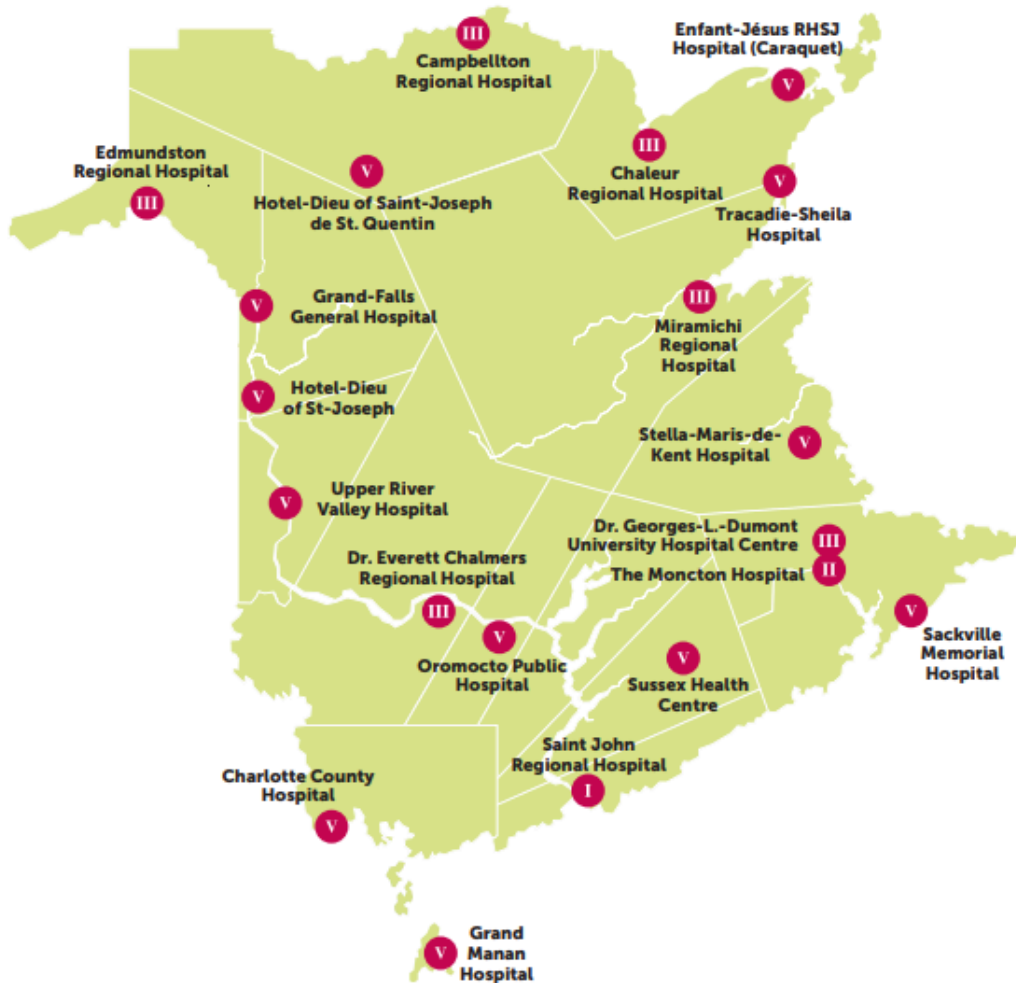 III
Campbellton
Regional Hospital
Enfant-Jésus RHSJ
Hospital (Caraquet)
V
Edmundston
Regional Hospital
III
V
Hotel-Dieu of Saint-Joseph
de St. Quentin
III
Chaleur
Regional Hospital
V
Tracadie-Sheila
Hospital
V
Grand-Falls
General Hospital
III
Miramichi
Regional
Hospital
V
Hotel-Dieu
of St-Joseph
Stella-Maris-de-
Kent Hospital
V
V
Upper River
Valley Hospital
Dr. Georges-L.-Dumont
University Hospital Centre
III
The Moncton Hospital
II
Dr. Everett Chalmers
Regional Hospital
III
V
Oromocto Public
Hospital
V
Sussex Health
Centre
V
Sackville
Memorial
Hospital
Saint John
Regional Hospital
I
Charlotte County
Hospital
V
V
Grand
Manan
Hospital